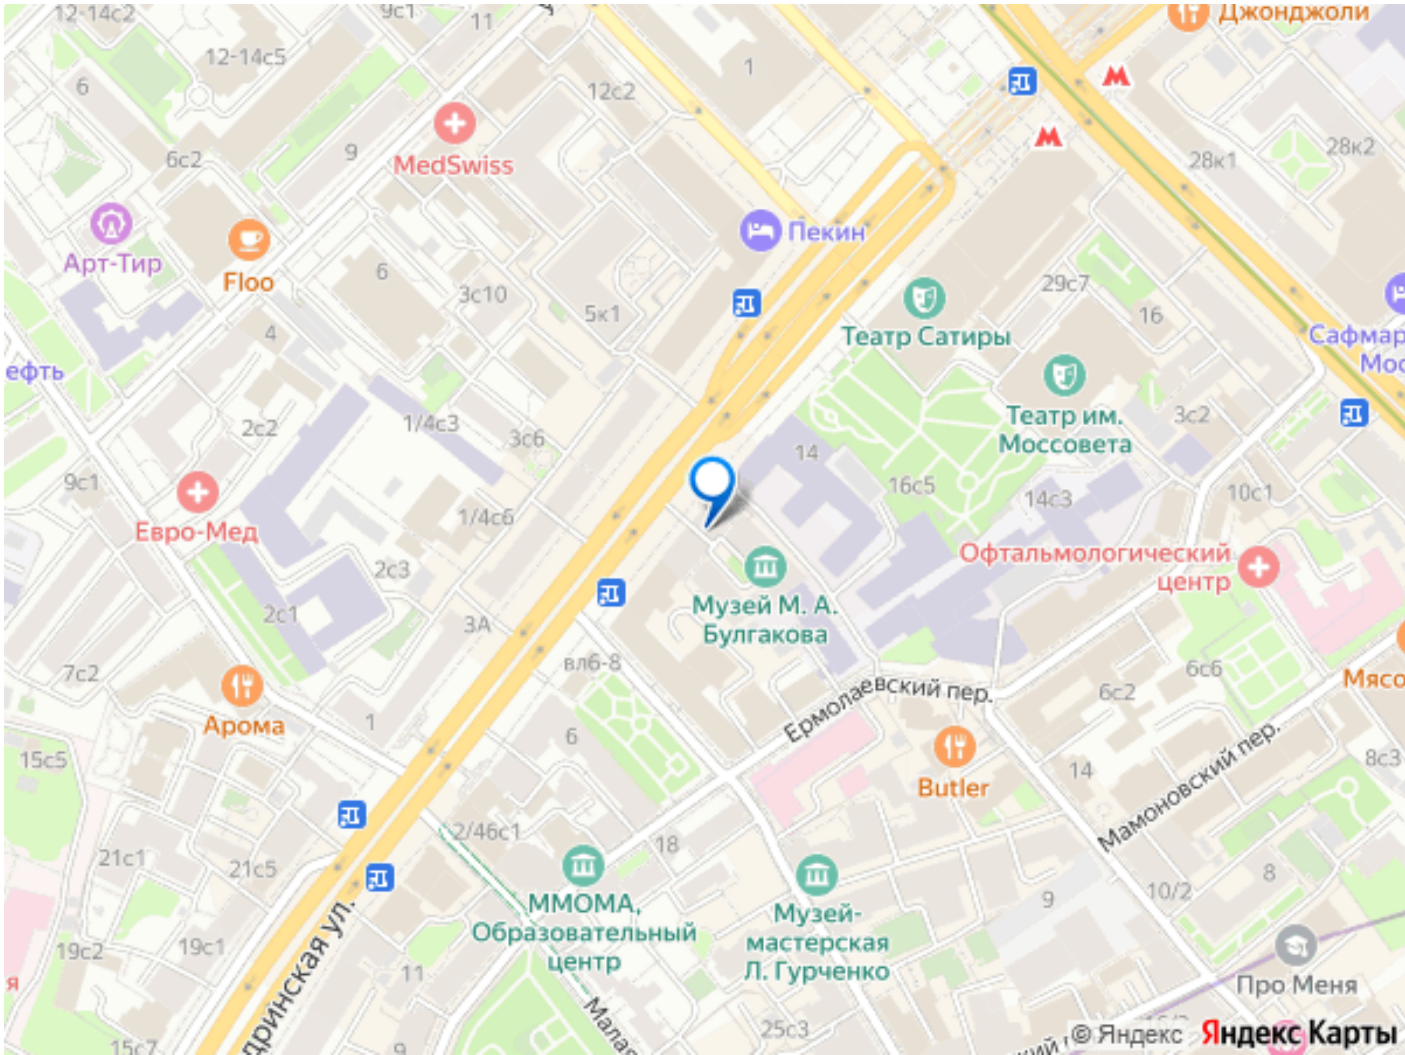 12-14с2
9с1
11
Джонджоли
12-14с5
6
1
12с2
MedSwiss
9
6с2
28к1
28к2
Пекин
Арт-Тир
Floo
6
3с10
5к1
29с7
16
Театр Сатиры
Сафмар
Мос
4
ефть
Театр им.
Моссовета
3с2
2с2
1/4с3
3с6
14
16с5
14с3
10с1
9с1
Евро-Мед
1/4с6
Офтальмологический
центр
2с3
Музей М. А.
Булгакова
2с1
3А
вл6-8
7с2
Ермолаевский пер.
6с2
6с6
Мясо
Арома
1
6
15с5
14
Мамоновский пер.
8с3
Butler
2/46с1
18
21с1
21с5
8
ММОМА,
Образовательный
центр
Музей-
мастерская
Л. Гурченко
9
10/2
19с2
19с1
дринская ул.
11
я
Про Меня
Малая
25с3
15с7
9
кий
© Яндекс
Яндекс Карты